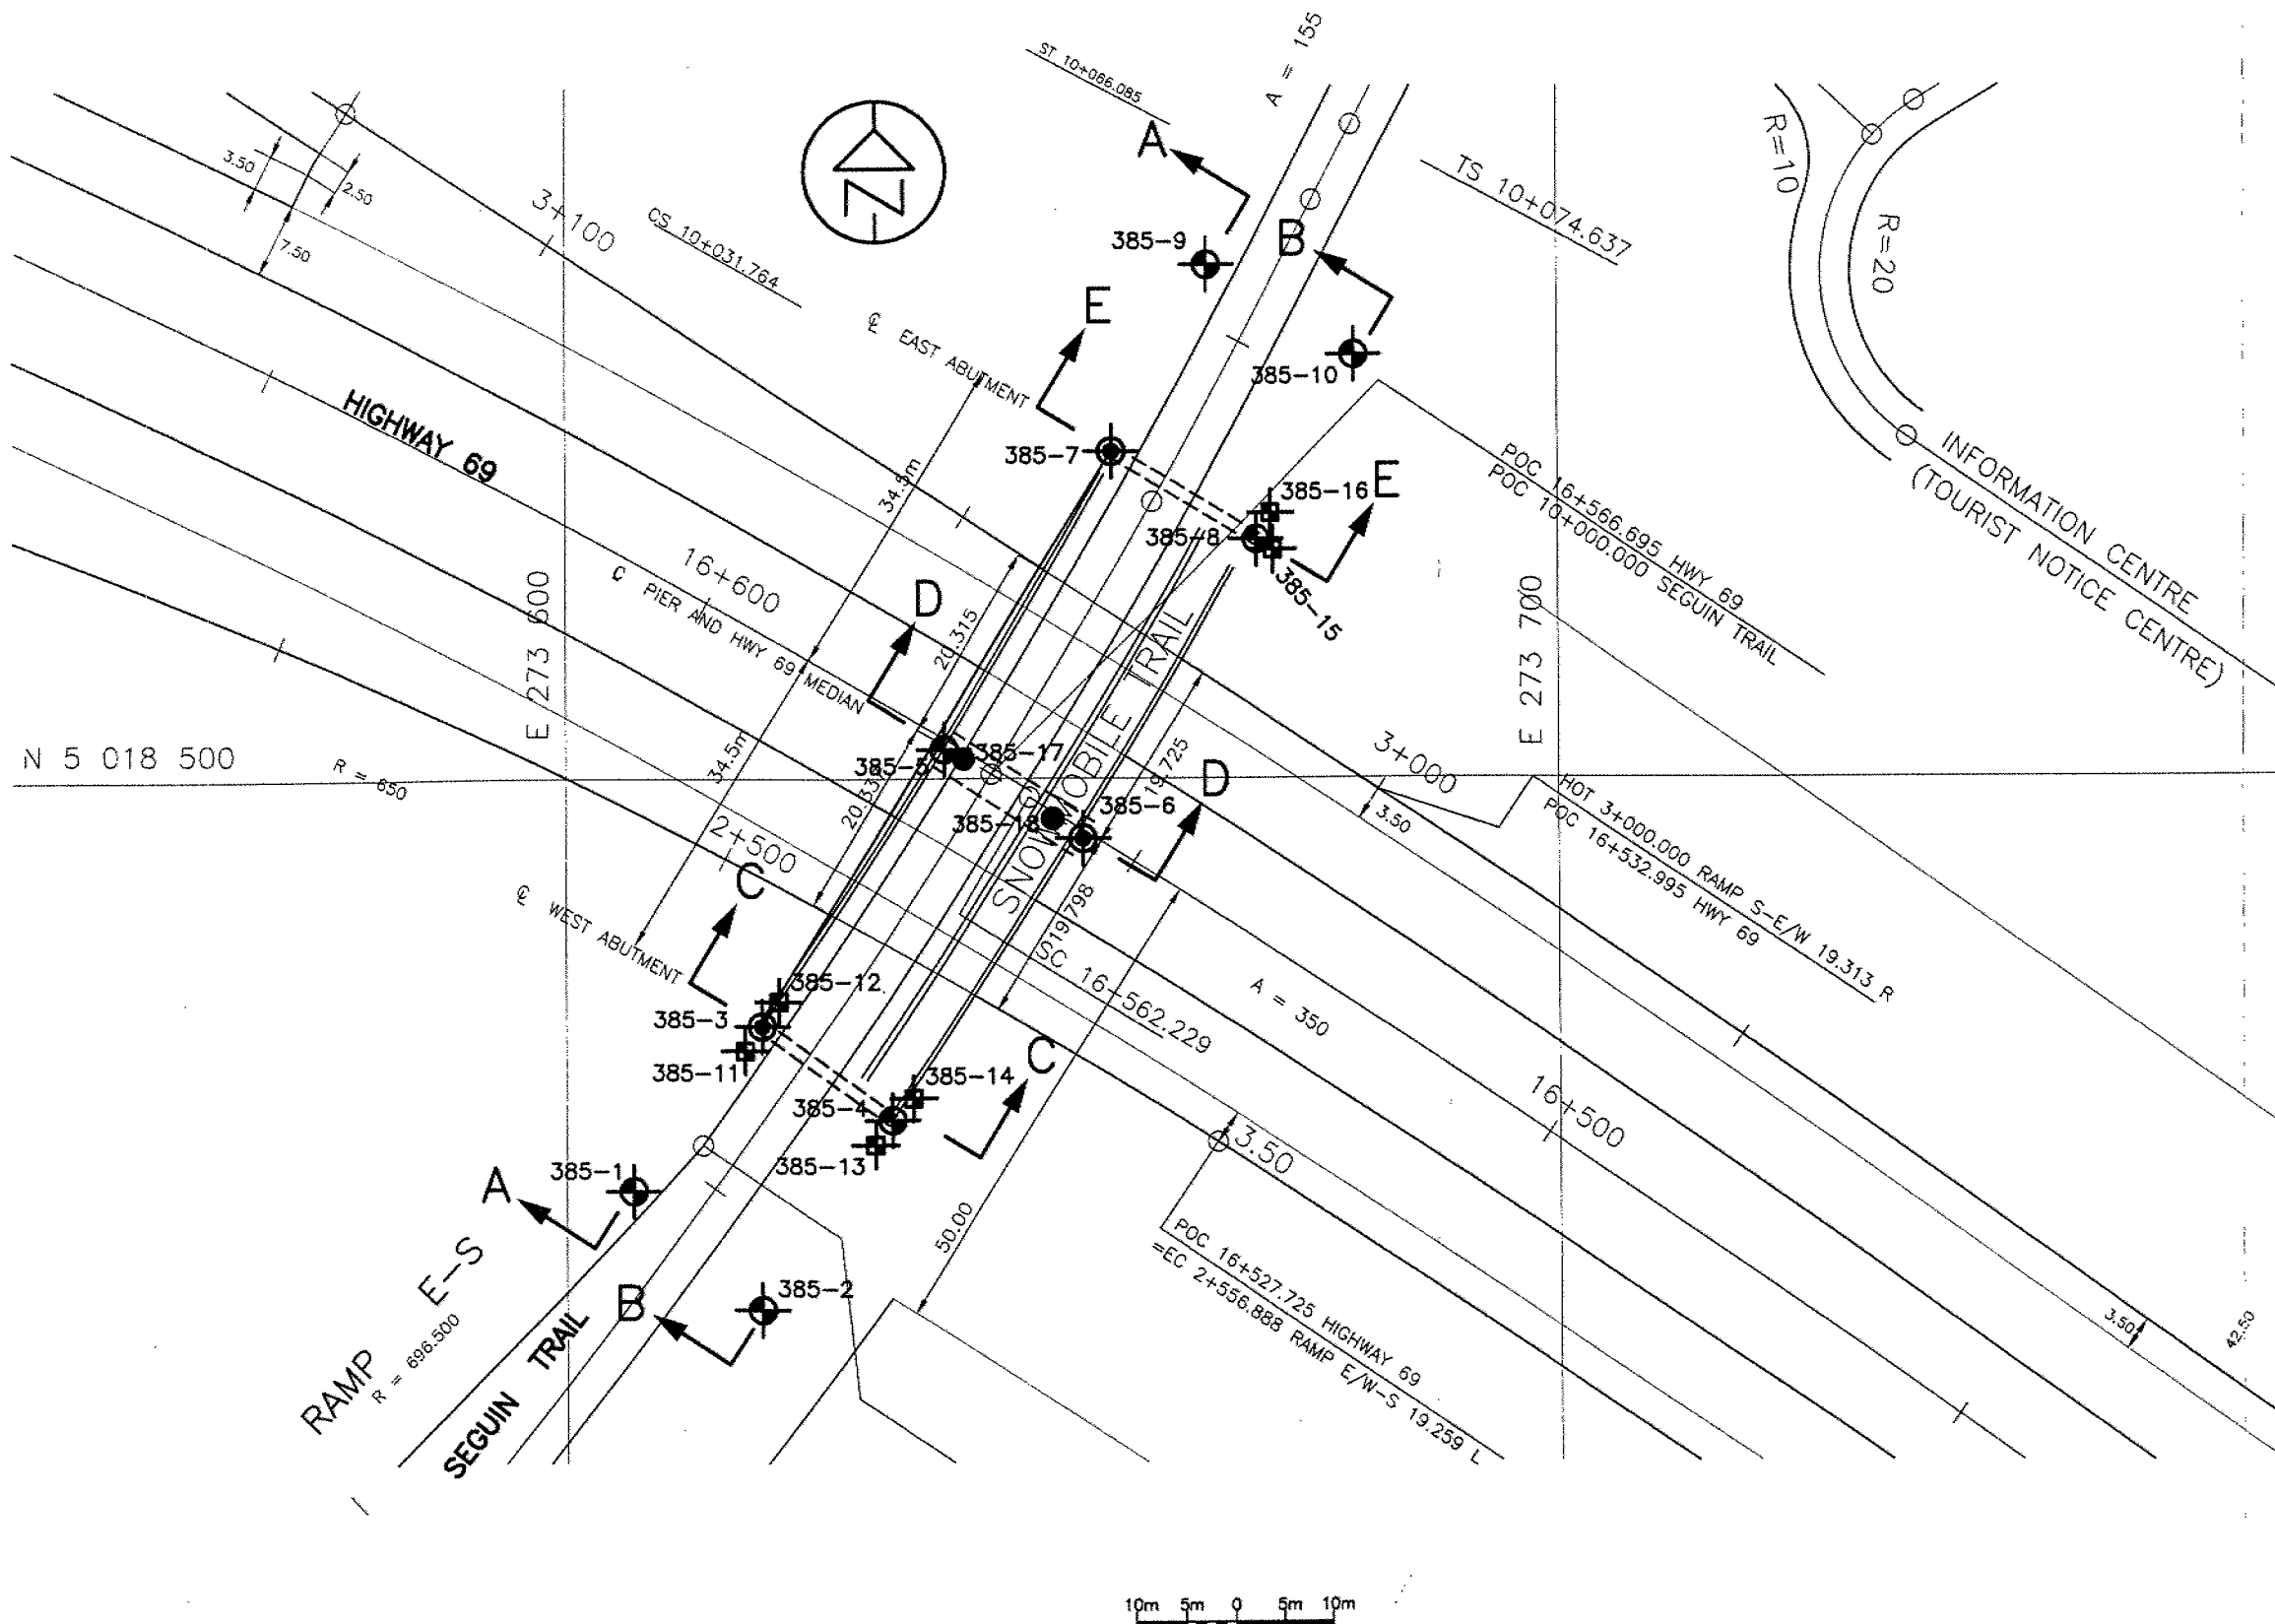 ST 10+066.085
A = 155
A
TS 10+074.637
R=10
R=20
3.50
2.50
7.50
3+100
CS 10+031.764
N
385-9
B
E
℄ EAST ABUTMENT
385-10
HIGHWAY 69
385-7
34.5m
385-16
E
385-8
385-15
POC 16+566.695 HWY 69
POC 10+000.000 SEGUIN TRAIL
INFORMATION CENTRE
(TOURIST NOTICE CENTRE)
16+600
℄ PIER AND HWY 69 MEDIAN
D
20.315
E 273 600
E 273 700
SNOWMOBILE TRAIL
N 5 018 500
R = 650
34.5m
385-5
385-17
19.725
3+000
D
385-6
385-18
3.50
HOT 3+000.000 RAMP S-E/W 19.313 R
POC 16+532.995 HWY 69
2+500
C
℄ WEST ABUTMENT
19.798
SC 16+562.229
A = 350
385-12
385-3
385-11
C
385-14
385-4
385-13
16+500
3.50
385-1
A
50.00
POC 16+527.725 HIGHWAY 69
=EC 2+556.888 RAMP E/W-S 19.259 L
RAMP E-S
R = 696.500
B
385-2
SEGUIN TRAIL
3.50
42.50
10m 5m 0 5m 10m